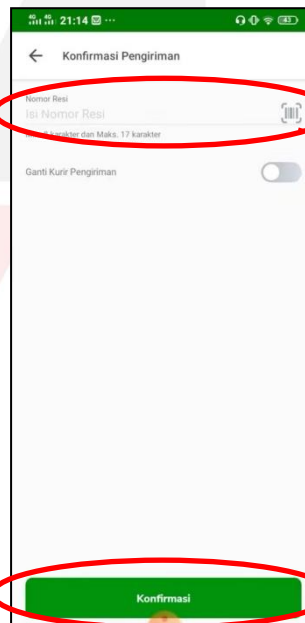 21:14
Konfirmasi Pengiriman
Nomor Resi
Isi Nomor Resi
karakter dan Maks. 17 karakter
Ganti Kurir Pengiriman
Konfirmasi